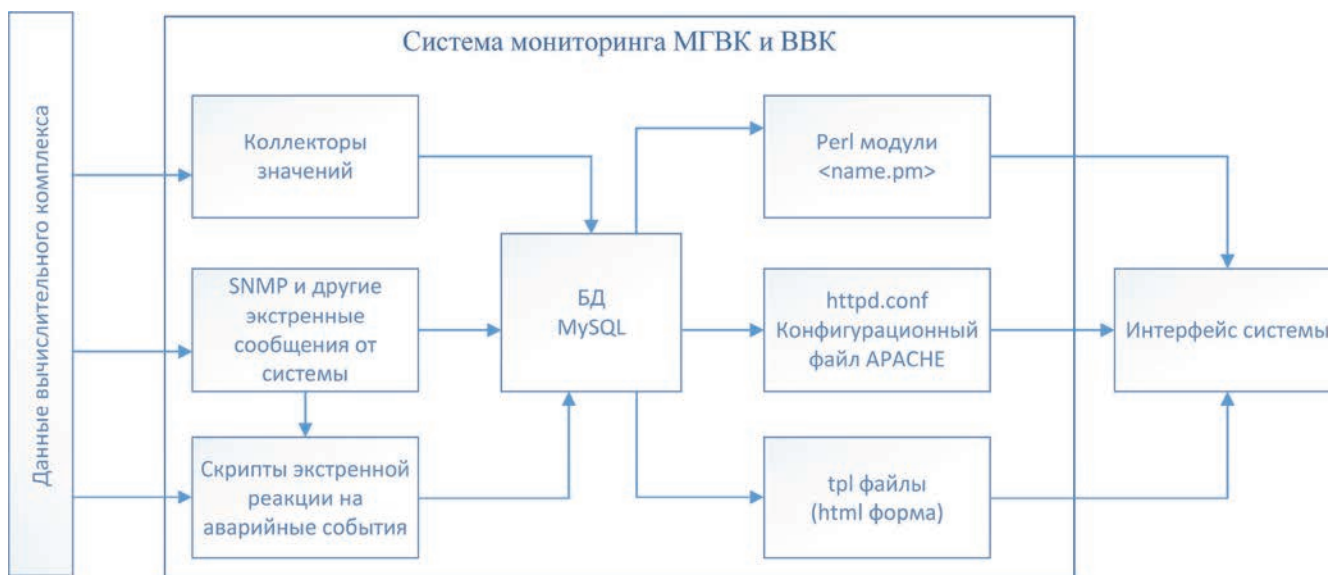 Данные вычислительного комплекса
Система мониторинга МГВК и ВВК
Коллекторы
значений
SNMP и другие
экстренные
сообщения от
системы
Скрипты экстренной
реакции на
аварийные события
БД
MySQL
Perl модули
<name.pm>
httpd.conf
Конфигурационный
файл APACHE
tpl файлы
(html форма)
Интерфейс системы